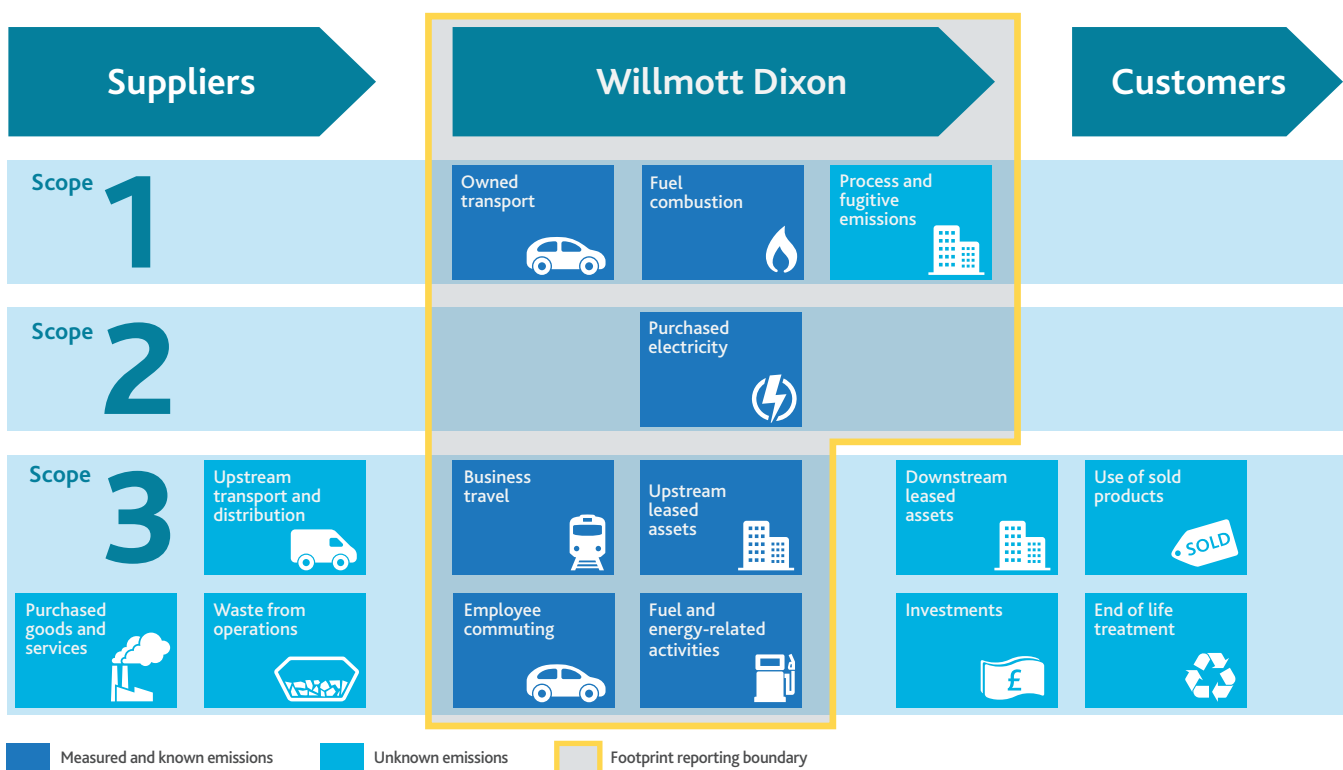 Suppliers
Willmott Dixon
Customers
Scope 1
Owned
transport
Fuel
combustion
Process and
fugitive
emissions
Scope 2
Purchased
electricity
Scope 3
Upstream
transport and
distribution
Business
travel
Upstream
leased
assets
Downstream
leased
assets
Use of sold
products
SOLD
Purchased
goods and
services
Waste from
operations
Employee
commuting
Fuel and
energy-related
activities
Investments
£
End of life
treatment
Measured and known emissions
Unknown emissions
Footprint reporting boundary